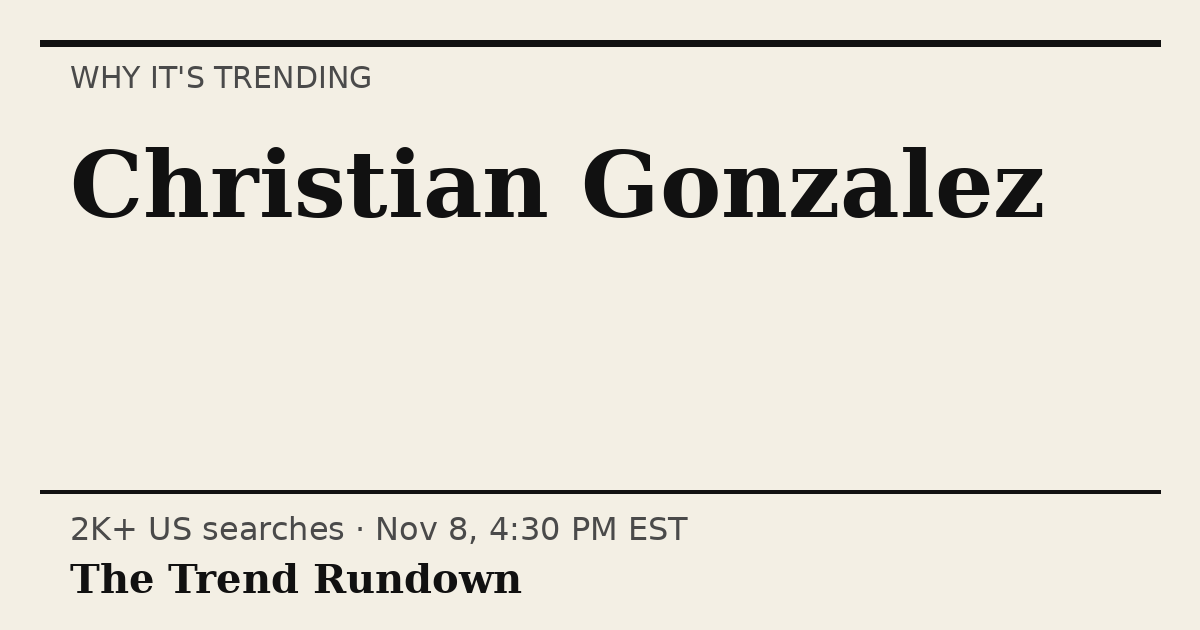 WHY IT'S TRENDING
Christian Gonzalez
2K+ US searches · Nov 8, 4:30 PM EST
The Trend Rundown